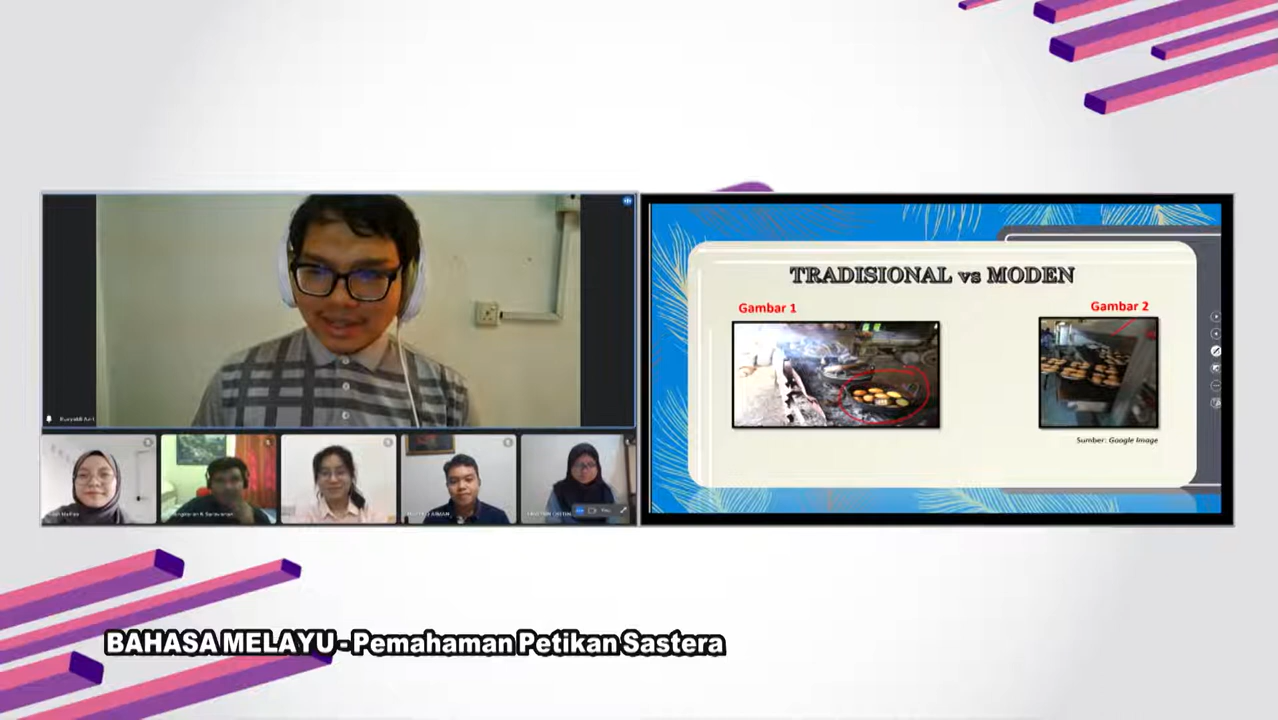 TRADISIONAL vs MODEN
Gambar 1
Gambar 2
Sumber: Google Image
BAHASA MELAYU - Pemahaman Petikan Sastera